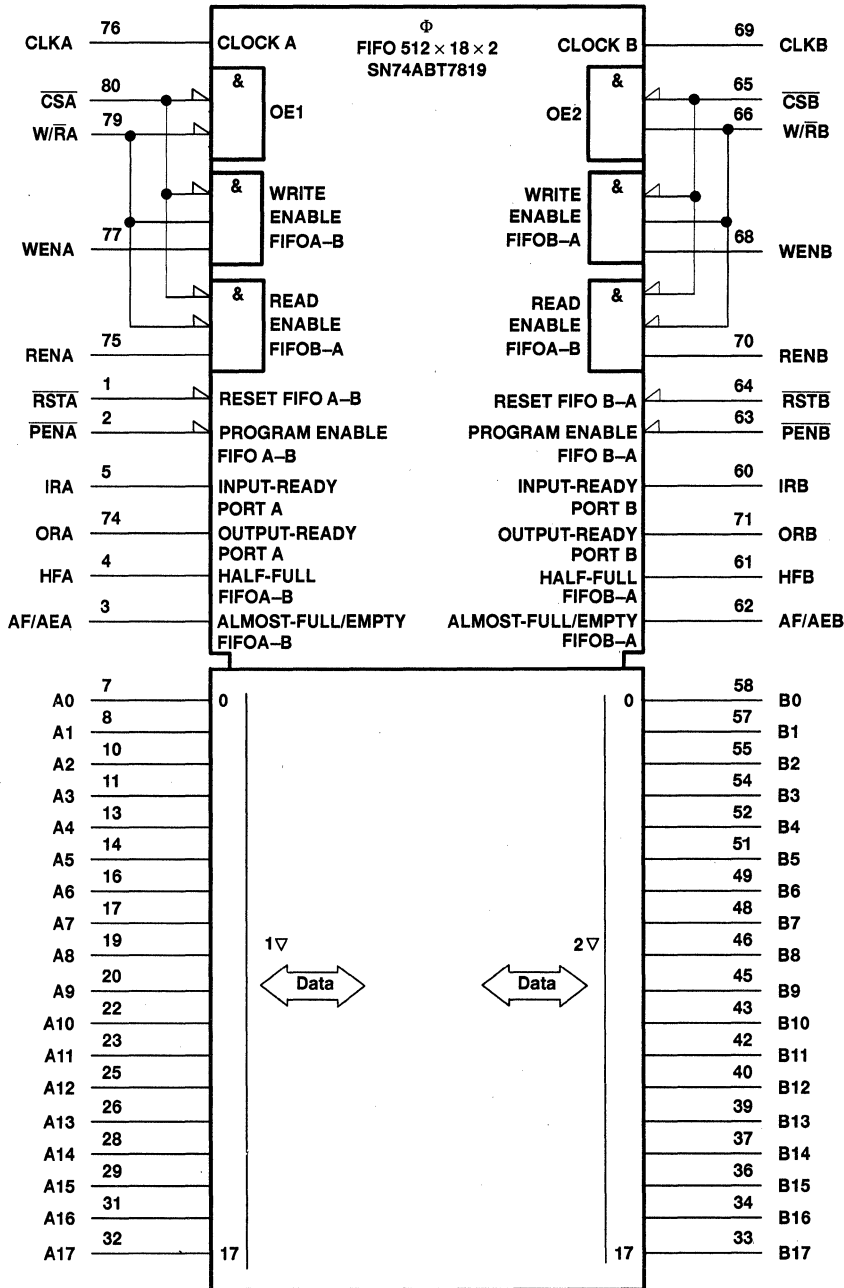 Φ
FIFO 512 × 18 × 2
SN74ABT7819
CLKA 76 CLOCK A
CLOCK B 69 CLKB
CSA 80
W/RA 79
& OE1
& OE2
65 CSB
66 W/RB
& WRITE
ENABLE
FIFOA–B
WENA 77
& WRITE
ENABLE
FIFOB–A
68 WENB
& READ
ENABLE
FIFOB–A
RENA 75
& READ
ENABLE
FIFOA–B
70 RENB
RSTA 1 RESET FIFO A–B
RESET FIFO B–A 64 RSTB
PENA 2 PROGRAM ENABLE
FIFO A–B
PROGRAM ENABLE 63 PENB
FIFO B–A
IRA 5 INPUT-READY
PORT A
INPUT-READY 60 IRB
PORT B
ORA 74 OUTPUT-READY
PORT A
OUTPUT-READY 71 ORB
PORT B
HFA 4 HALF-FULL
FIFOA–B
HALF-FULL 61 HFB
FIFOB–A
AF/AEA 3 ALMOST-FULL/EMPTY
FIFOA–B
ALMOST-FULL/EMPTY 62 AF/AEB
FIFOB–A
A0 7 0 0 58 B0
A1 8 57 B1
A2 10 55 B2
A3 11 54 B3
A4 13 52 B4
A5 14 51 B5
A6 16 49 B6
A7 17 48 B7
1▽ 2▽
A8 19 46 B8
Data Data
A9 20 45 B9
A10 22 43 B10
A11 23 42 B11
A12 25 40 B12
A13 26 39 B13
A14 28 37 B14
A15 29 36 B15
A16 31 34 B16
A17 32 17 17 33 B17